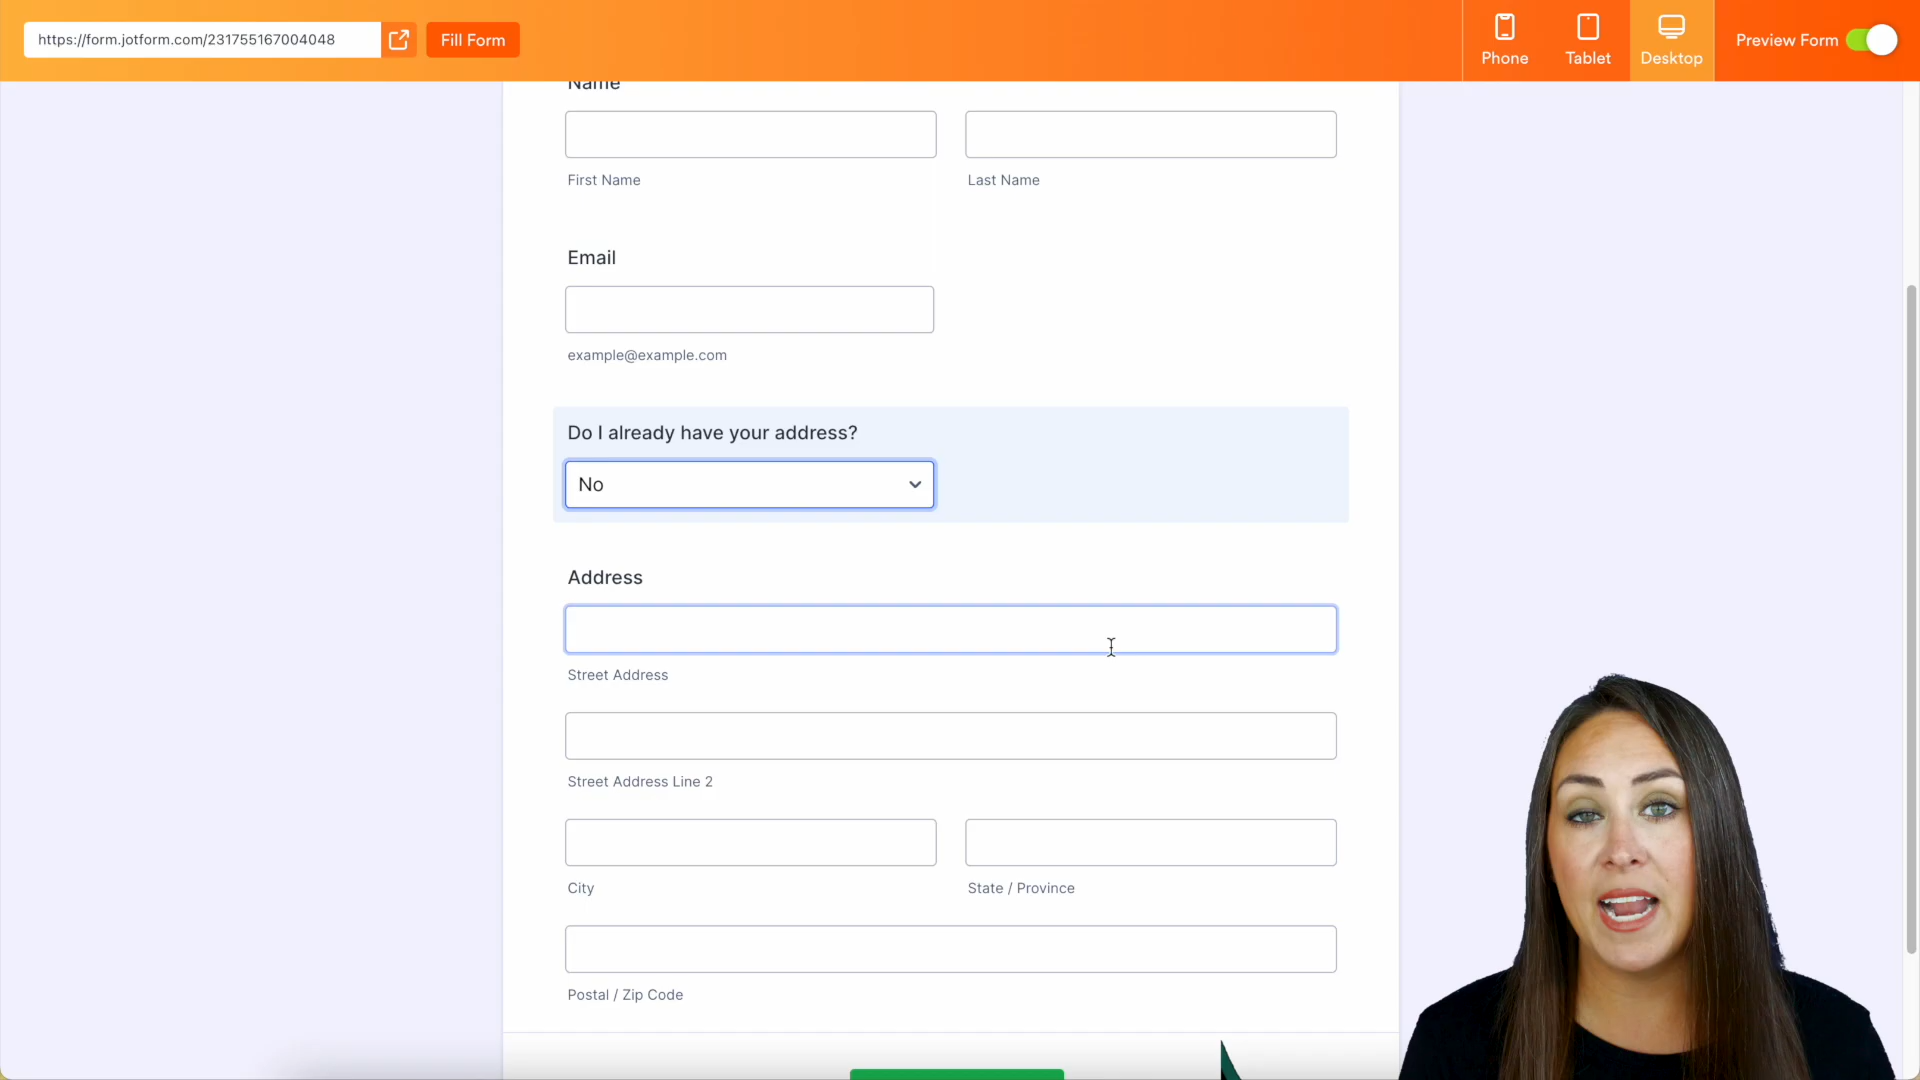 https://form.jotform.com/231755167004048
Fill Form
Phone
Tablet
Desktop
Preview Form
Name
First Name
Last Name
Email
example@example.com
Do I already have your address?
No
Address
Street Address
Street Address Line 2
City
State / Province
Postal / Zip Code